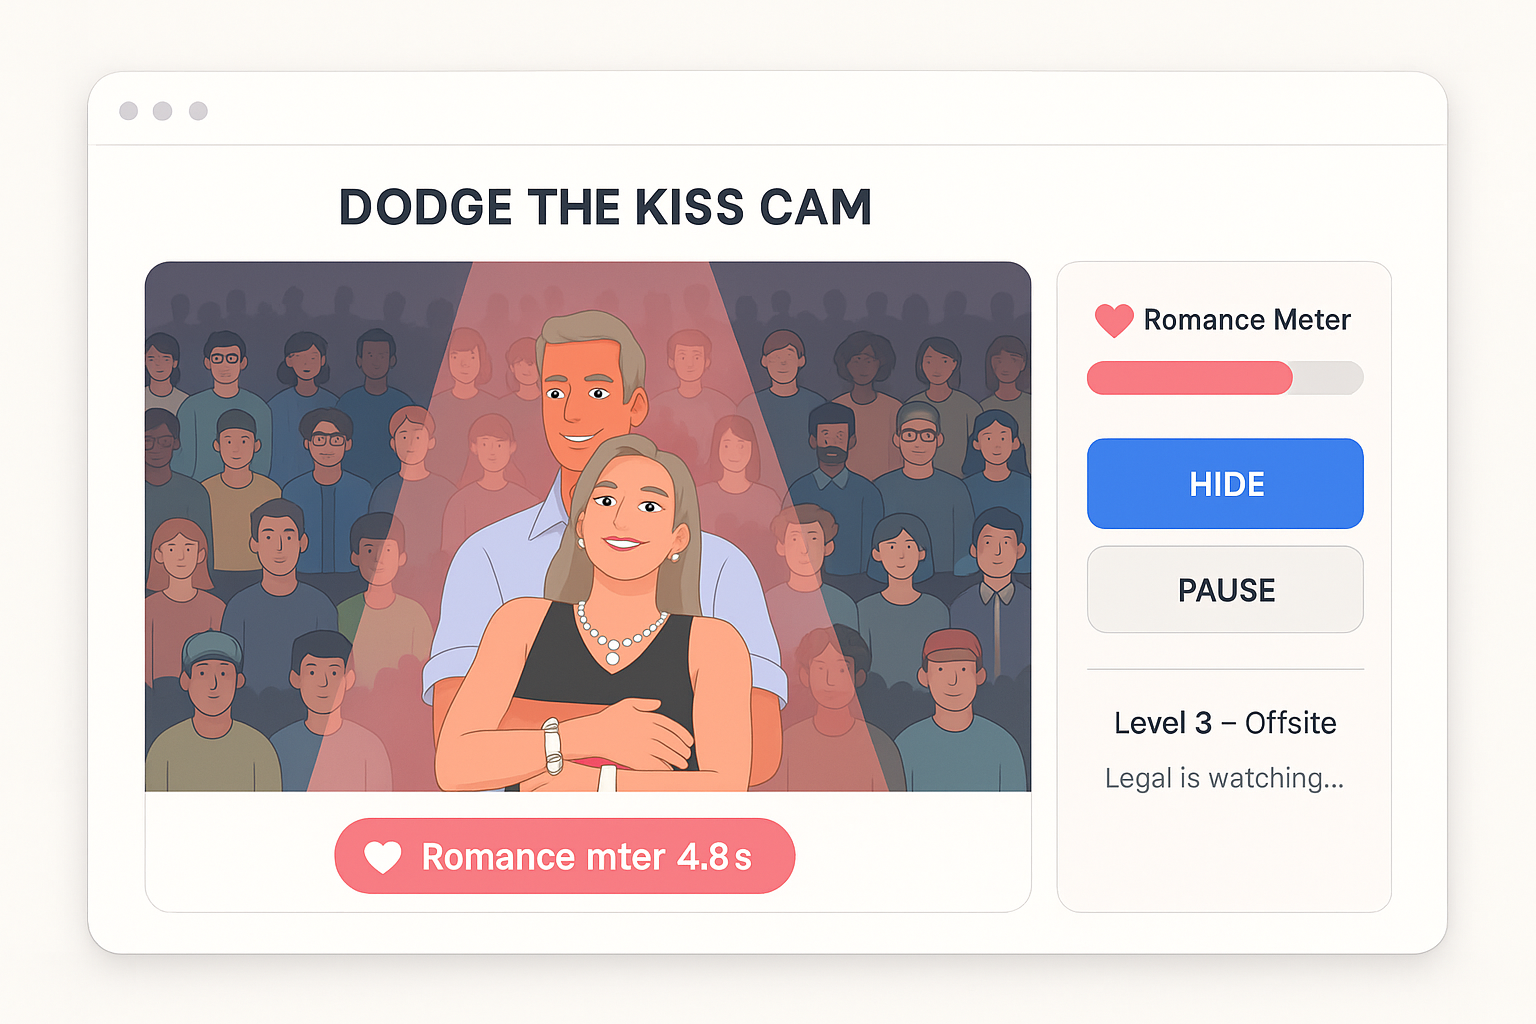 DODGE THE KISS CAM
Romance mter 4.8 s
Romance Meter
HIDE
PAUSE
Level 3 – Offsite
Legal is watching...